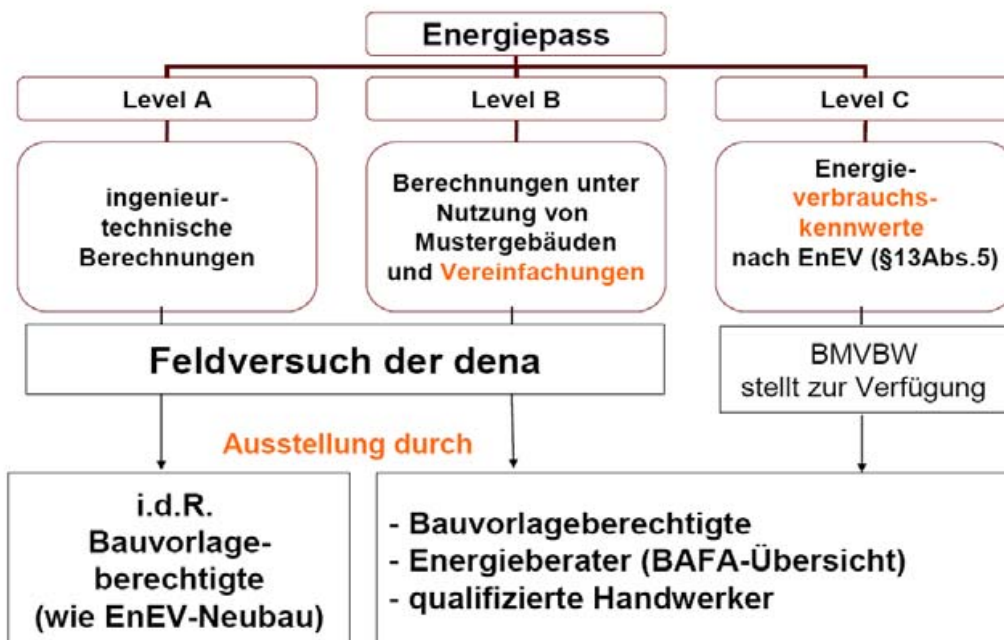 Energiepass
Level A
Level B
Level C
ingenieur-
technische
Berechnungen
Berechnungen unter
Nutzung von
Mustergebäuden
und Vereinfachungen
Energie-
verbrauchs-
kennwerte
nach EnEV (§13Abs.5)
Feldversuch der dena
BMVBW
stellt zur Verfügung
Ausstellung durch
i.d.R.
Bauvorlage-
berechtigte
(wie EnEV-Neubau)
- Bauvorlageberechtigte
- Energieberater (BAFA-Übersicht)
- qualifizierte Handwerker